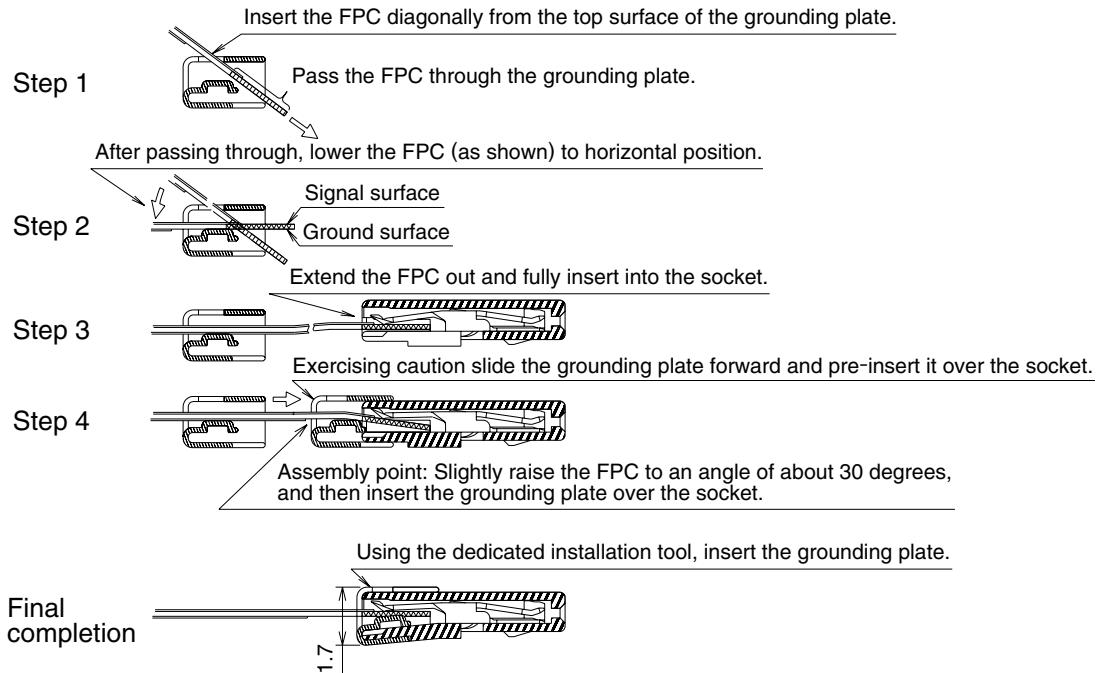 Insert the FPC diagonally from the top surface of the grounding plate.
Step 1
Pass the FPC through the grounding plate.
After passing through, lower the FPC (as shown) to horizontal position.
Signal surface
Step 2
Ground surface
Extend the FPC out and fully insert into the socket.
Step 3
Exercising caution slide the grounding plate forward and pre-insert it over the socket.
Step 4
Assembly point: Slightly raise the FPC to an angle of about 30 degrees,
and then insert the grounding plate over the socket.
Using the dedicated installation tool, insert the grounding plate.
Final
completion
1.7